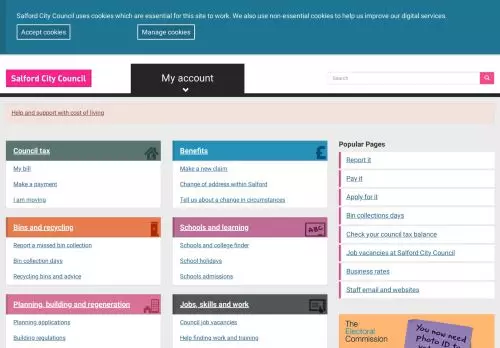 Salford City Council uses cookies which are essential for this site to work. We also use non-essential cookies to help us improve our digital services.
Accept cookies
Manage cookies
Salford City Council
My account
Search
Help and support with cost of living
Council tax
My bill
Make a payment
I am moving
Benefits
Make a new claim
Change of address within Salford
Tell us about a change in circumstances
Bins and recycling
Report a missed bin collection
Bin collection days
Recycling bins and advice
Schools and learning
ABC
Schools and college finder
School holidays
Schools admissions
Planning, building and regeneration
Planning applications
Building regulations
Jobs, skills and work
Council job vacancies
Help finding work and training
Popular Pages
Report it
Pay it
Apply for it
Bin collections days
Check your council tax balance
Job vacancies at Salford City Council
Business rates
Staff email and websites
The
Electoral
Commission
You now need
Photo ID to